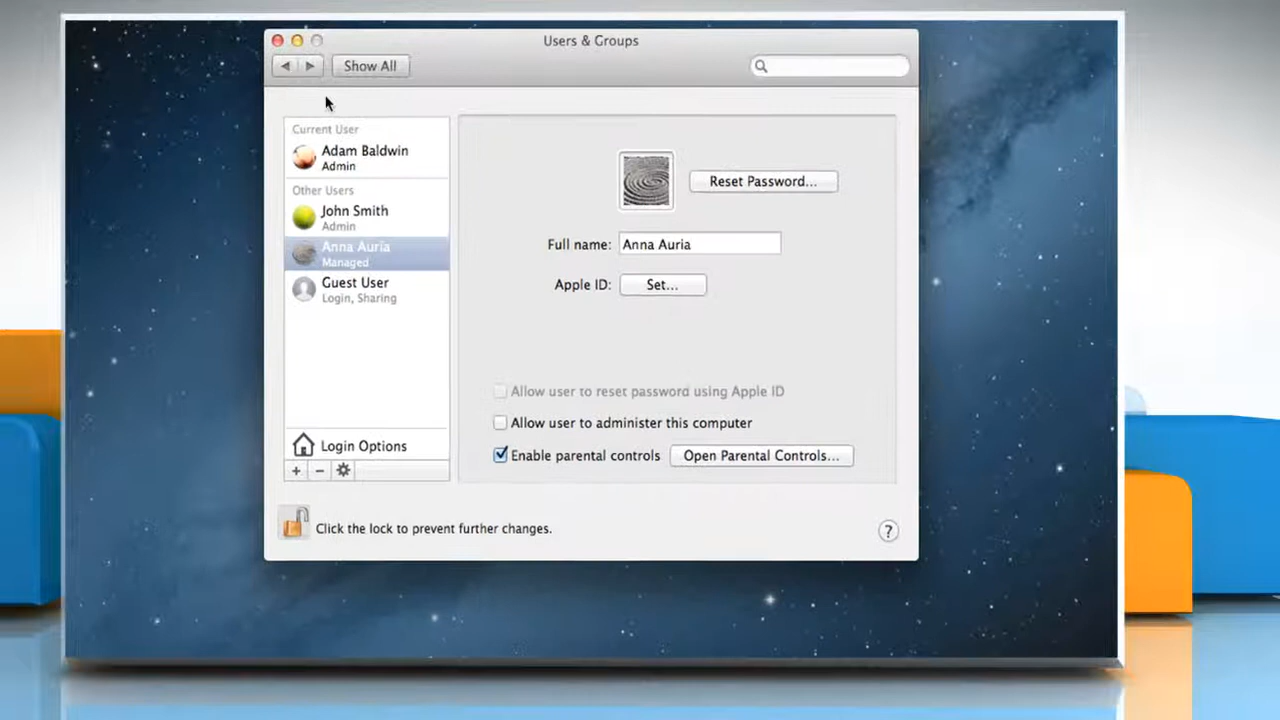 Users & Groups
Show All
Current User
Adam Baldwin
Admin
Other Users
John Smith
Admin
Anna Auria
Managed
Guest User
Login, Sharing
Login Options
+ −
Reset Password...
Full name: Anna Auria
Apple ID: Set...
Allow user to reset password using Apple ID
Allow user to administer this computer
Enable parental controls Open Parental Controls...
Click the lock to prevent further changes.
?